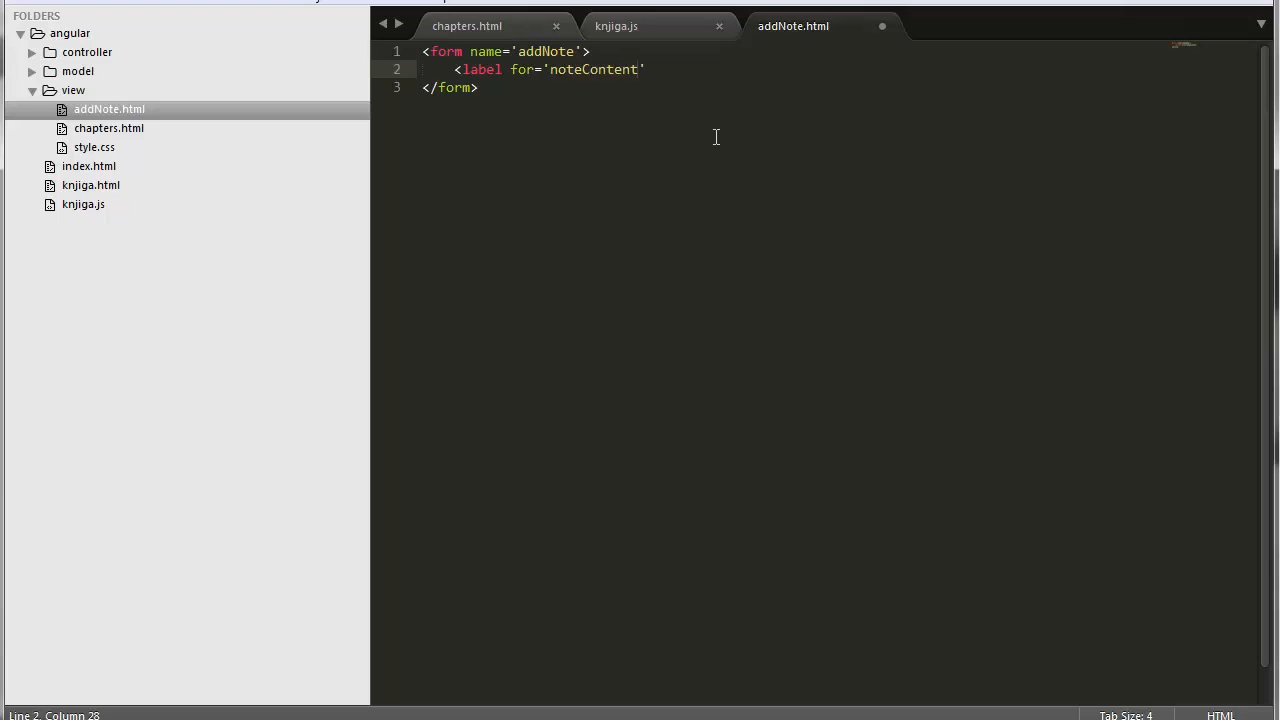 FOLDERS
angular
controller
model
view
addNote.html
chapters.html
style.css
index.html
knjiga.html
knjiga.js
chapters.html
knjiga.js
addNote.html
1 <form name='addNote'>
2 <label for='noteContent'
3 </form>
Line 2, Column 28
Tab Size: 4
HTML